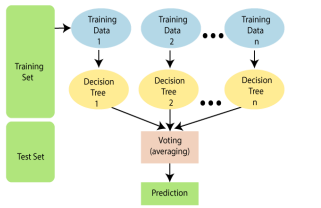 Training
Set
Training
Data
1
Training
Data
2
Training
Data
n
Decision
Tree
1
Decision
Tree
2
Decision
Tree
n
Test Set
Voting
(averaging)
Prediction